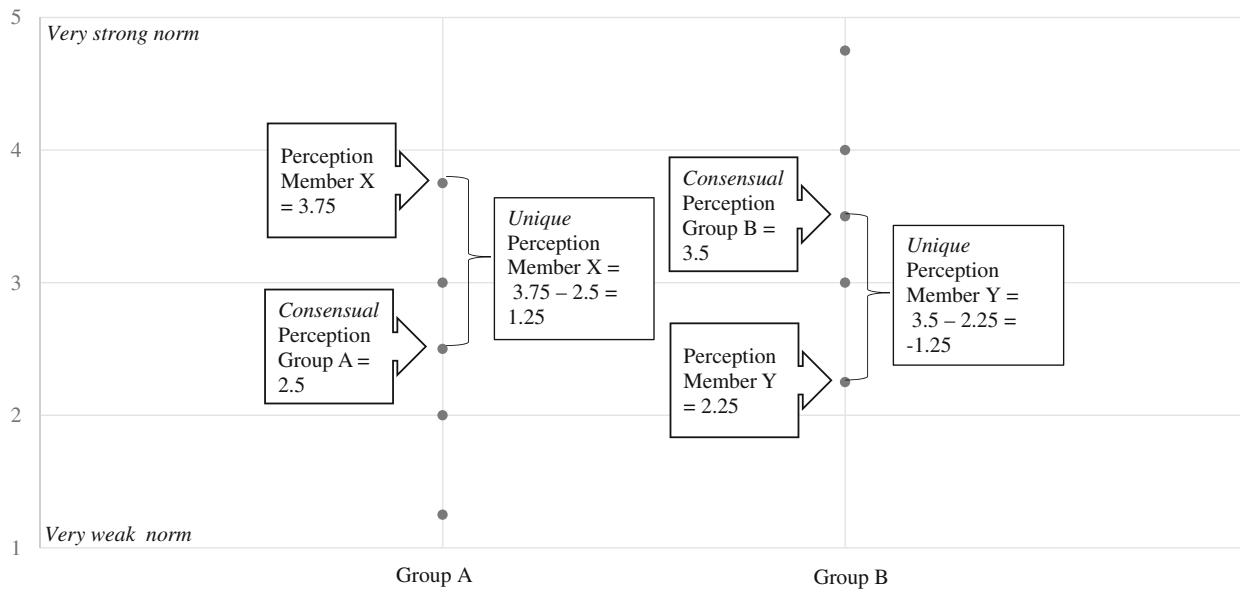 5
Very strong norm
4
3
2
1
Very weak norm
Perception
Member X
= 3.75
Consensual
Perception
Group A =
2.5
Unique
Perception
Member X =
3.75 – 2.5 =
1.25
Consensual
Perception
Group B =
3.5
Perception
Member Y
= 2.25
Unique
Perception
Member Y =
3.5 – 2.25 =
-1.25
Group A
Group B